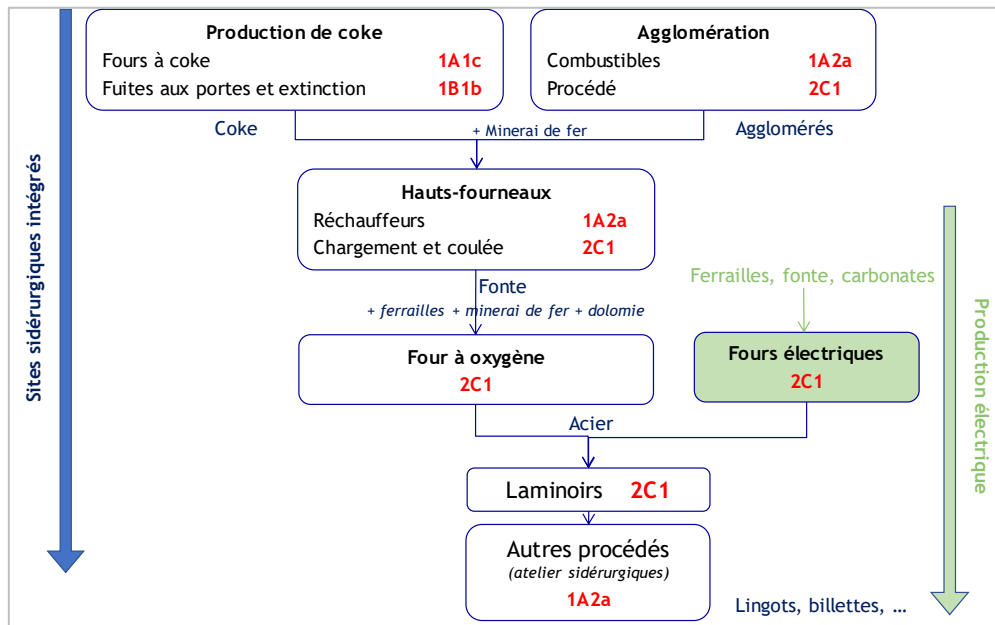 Production de coke
Fours à coke 1A1c
Fuites aux portes et extinction 1B1b
Agglomération
Combustibles 1A2a
Procédé 2C1
Coke
+ Minerai de fer
Agglomérés
Sites sidérurgiques intégrés
Hauts-fourneaux
Réchauffeurs 1A2a
Chargement et coulée 2C1
Fonte
+ ferrailles + minerai de fer + dolomie
Ferrailles, fonte, carbonates
Production électrique
Four à oxygène
2C1
Fours électriques
2C1
Acier
Laminoirs 2C1
Autres procédés
(atelier sidérurgiques)
1A2a
Lingots, billettes, …